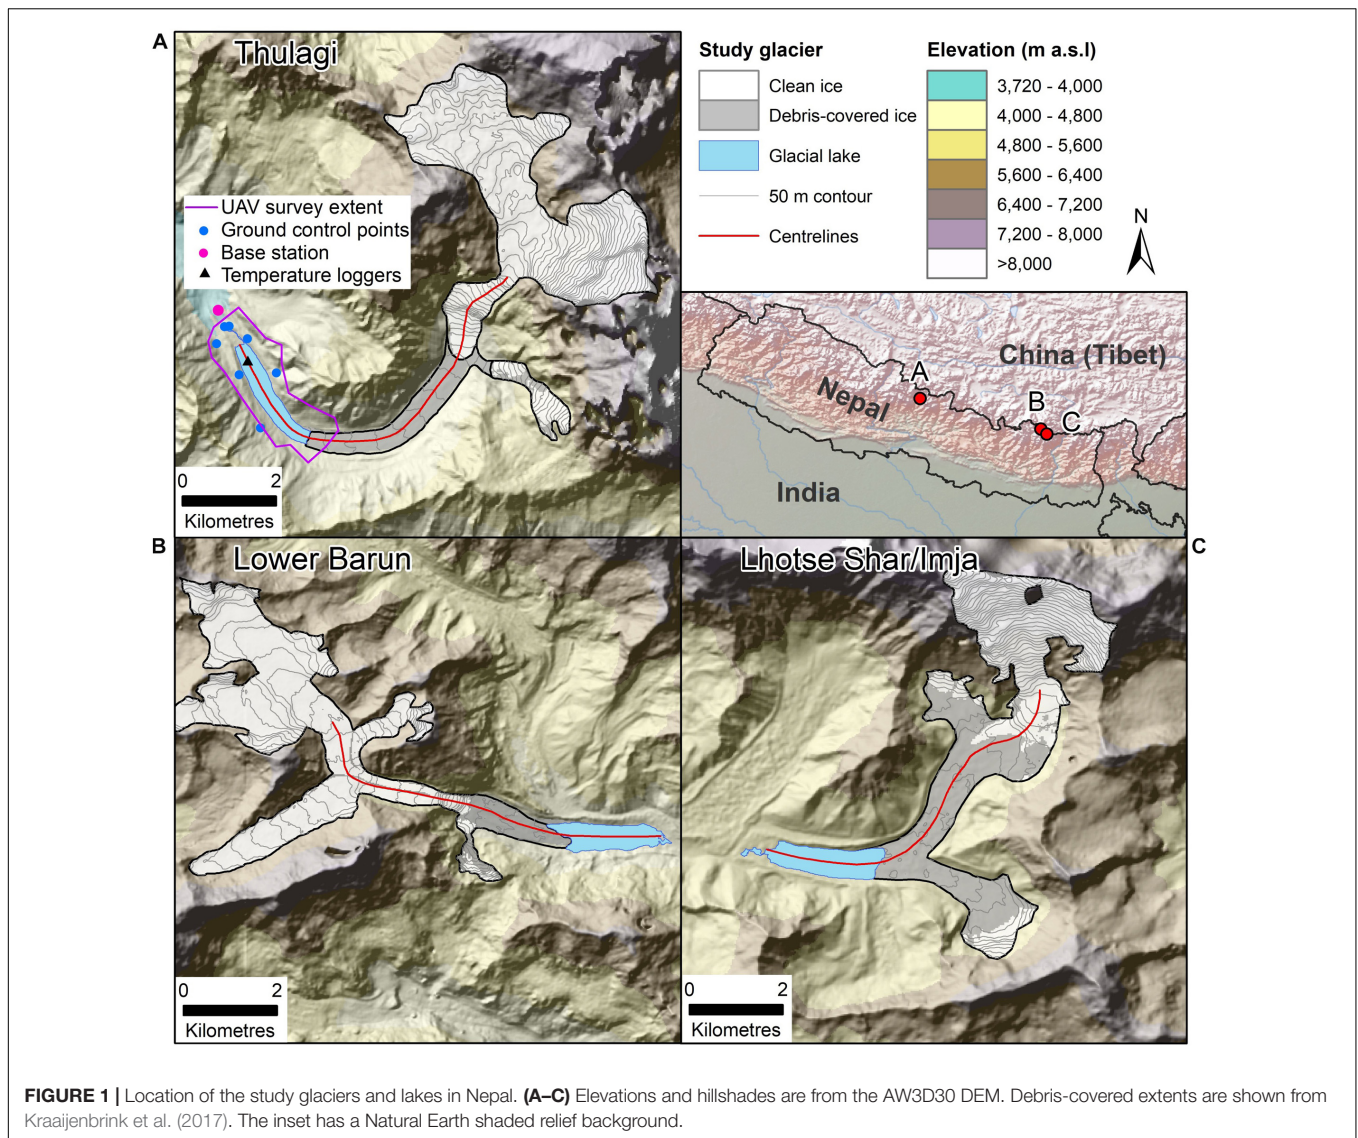 A
Thulagi
UAV survey extent
Ground control points
Base station
Temperature loggers
0 2
Kilometres
Study glacier
Clean ice
Debris-covered ice
Glacial lake
50 m contour
Centrelines
Elevation (m a.s.l)
3,720 - 4,000
4,000 - 4,800
4,800 - 5,600
5,600 - 6,400
6,400 - 7,200
7,200 - 8,000
>8,000
N
China (Tibet)
A
Nepal
B
C
India
B
Lower Barun
0 2
Kilometres
Lhotse Shar/Imja
C
0 2
Kilometres
FIGURE 1 | Location of the study glaciers and lakes in Nepal. (A–C) Elevations and hillshades are from the AW3D30 DEM. Debris-covered extents are shown from
Kraaijenbrink et al. (2017). The inset has a Natural Earth shaded relief background.